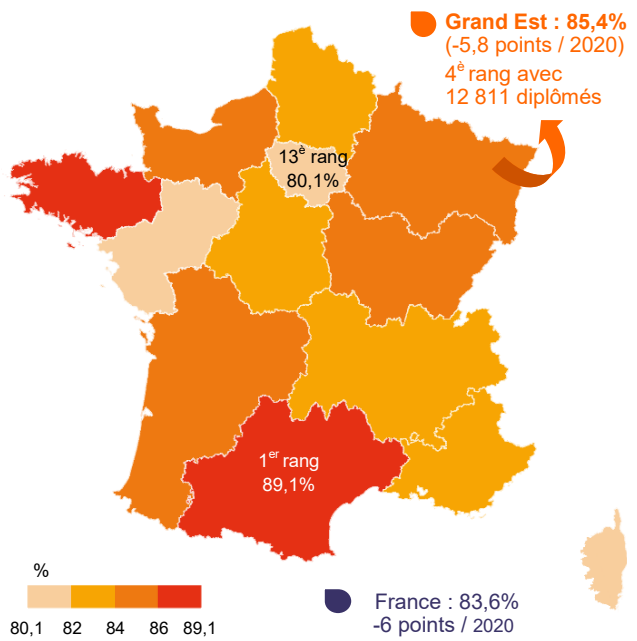 Grand Est : 85,4%
(-5,8 points / 2020)
4è rang avec
12 811 diplômés
13è rang
80,1%
1er rang
89,1%
%
80,1 82 84 86 89,1
France : 83,6%
-6 points / 2020